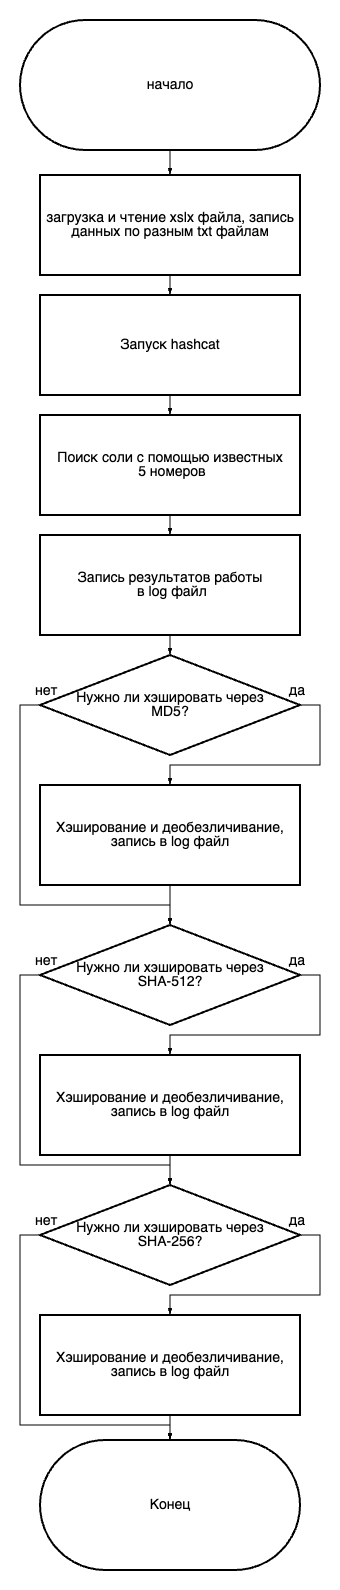 начало
загрузка и чтение xslx файла, запись
данных по разным txt файлам
Запуск hashcat
Поиск соли с помощью известных
5 номеров
Запись результатов работы
в log файл
нет
Нужно ли хэшировать через
MD5?
да
Хэширование и деобезличивание,
запись в log файл
нет
Нужно ли хэшировать через
SHA-512?
да
Хэширование и деобезличивание,
запись в log файл
нет
Нужно ли хэшировать через
SHA-256?
да
Хэширование и деобезличивание,
запись в log файл
Конец